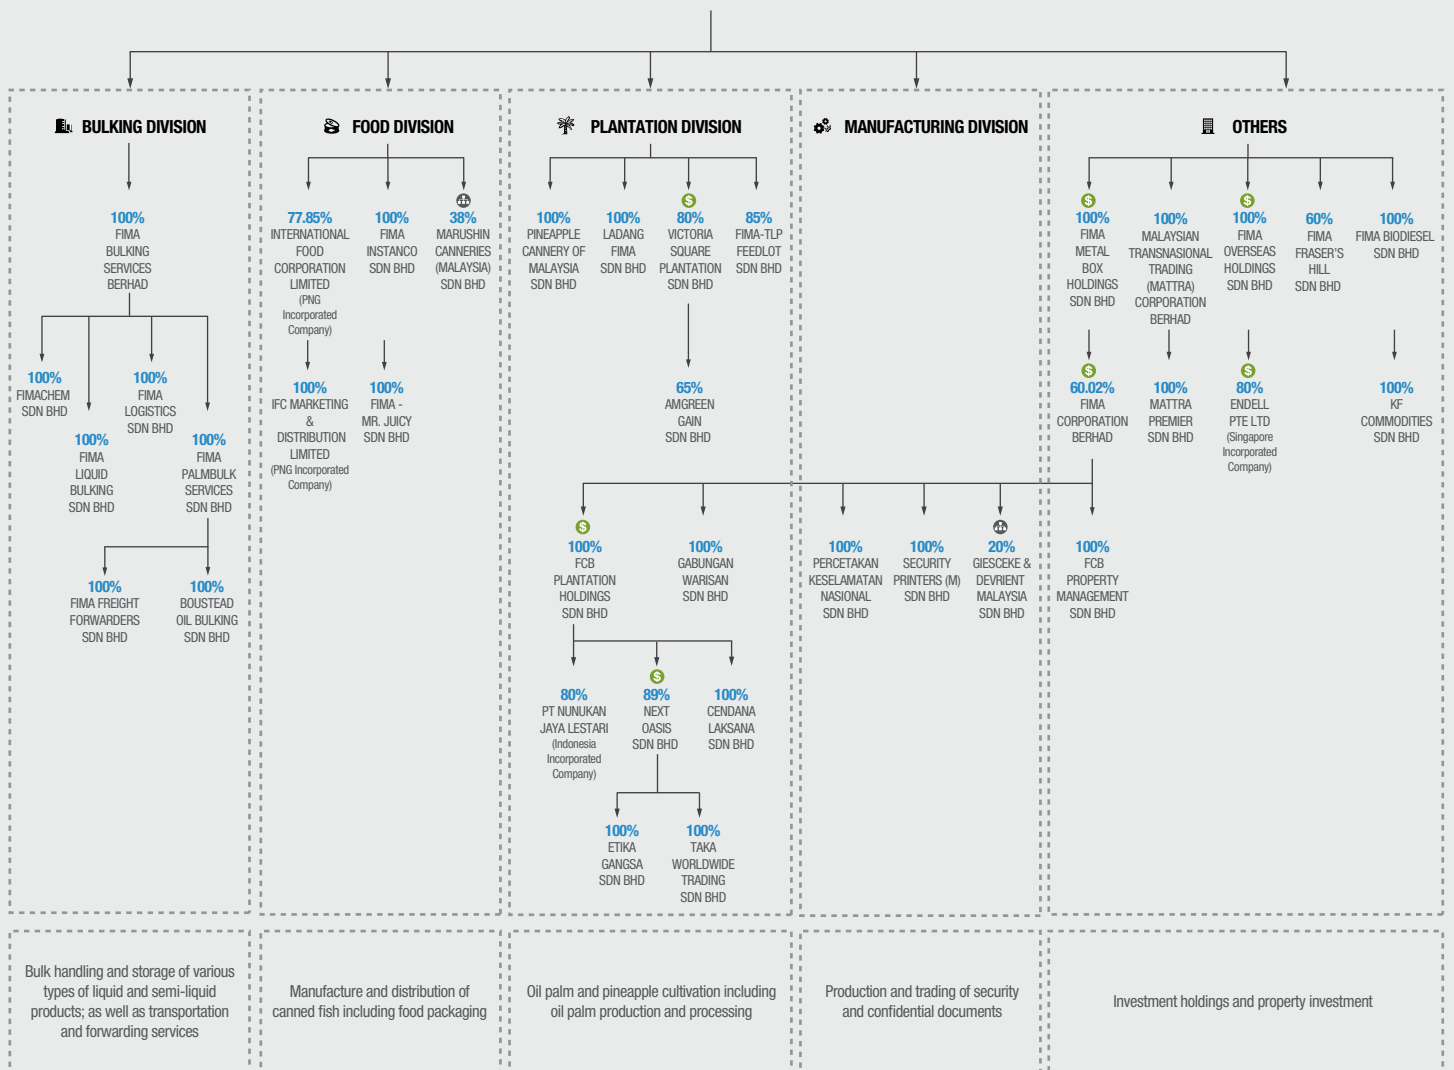 BULKING DIVISION
100%
FIMA
BULKING
SERVICES
BERHAD
100%
FIMACHEM
SDN BHD
100%
FIMA
LIQUID
BULKING
SDN BHD
100%
FIMA
LOGISTICS
SDN BHD
100%
FIMA
PALMBULK
SERVICES
SDN BHD
100%
FIMA FREIGHT
FORWARDERS
SDN BHD
100%
BOUSTEAD
OIL BULKING
SDN BHD
Bulk handling and storage of various
types of liquid and semi-liquid
products; as well as transportation
and forwarding services
FOOD DIVISION
77.85%
INTERNATIONAL
FOOD
CORPORATION
LIMITED
(PNG
Incorporated
Company)
100%
IFC MARKETING
&
DISTRIBUTION
LIMITED
(PNG Incorporated
Company)
100%
FIMA
INSTANCO
SDN BHD
100%
FIMA -
MR. JUICY
SDN BHD
38%
MARUSHIN
CANNERIES
(MALAYSIA)
SDN BHD
Manufacture and distribution of
canned fish including food packaging
PLANTATION DIVISION
100%
PINEAPPLE
CANNERY OF
MALAYSIA
SDN BHD
100%
LADANG
FIMA
SDN BHD
$
80%
VICTORIA
SQUARE
PLANTATION
SDN BHD
85%
FIMA-TLP
FEEDLOT
SDN BHD
65%
AMGREEN
GAIN
SDN BHD
$
100%
FCB
PLANTATION
HOLDINGS
SDN BHD
100%
GABUNGAN
WARISAN
SDN BHD
80%
PT NUNUKAN
JAYA LESTARI
(Indonesia
Incorporated
Company)
$
89%
NEXT
OASIS
SDN BHD
100%
CENDANA
LAKSANA
SDN BHD
100%
ETIKA
GANGSA
SDN BHD
100%
TAKA
WORLDWIDE
TRADING
SDN BHD
Oil palm and pineapple cultivation including
oil palm production and processing
MANUFACTURING DIVISION
100%
PERCETAKAN
KESELAMATAN
NASIONAL
SDN BHD
100%
SECURITY
PRINTERS (M)
SDN BHD
20%
GIESCEKE &
DEVRIENT
MALAYSIA
SDN BHD
Production and trading of security
and confidential documents
OTHERS
$
100%
FIMA
METAL
BOX
HOLDINGS
SDN BHD
100%
MALAYSIAN
TRANSNATIONAL
TRADING
(MATTRA)
CORPORATION
BERHAD
$
100%
FIMA
OVERSEAS
HOLDINGS
SDN BHD
60%
FIMA
FRASER'S
HILL
SDN BHD
100%
FIMA BIODIESEL
SDN BHD
$
60.02%
FIMA
CORPORATION
BERHAD
100%
MATTRA
PREMIER
SDN BHD
$
80%
ENDELL
PTE LTD
(Singapore
Incorporated
Company)
100%
KF
COMMODITIES
SDN BHD
100%
FCB
PROPERTY
MANAGEMENT
SDN BHD
Investment holdings and property investment